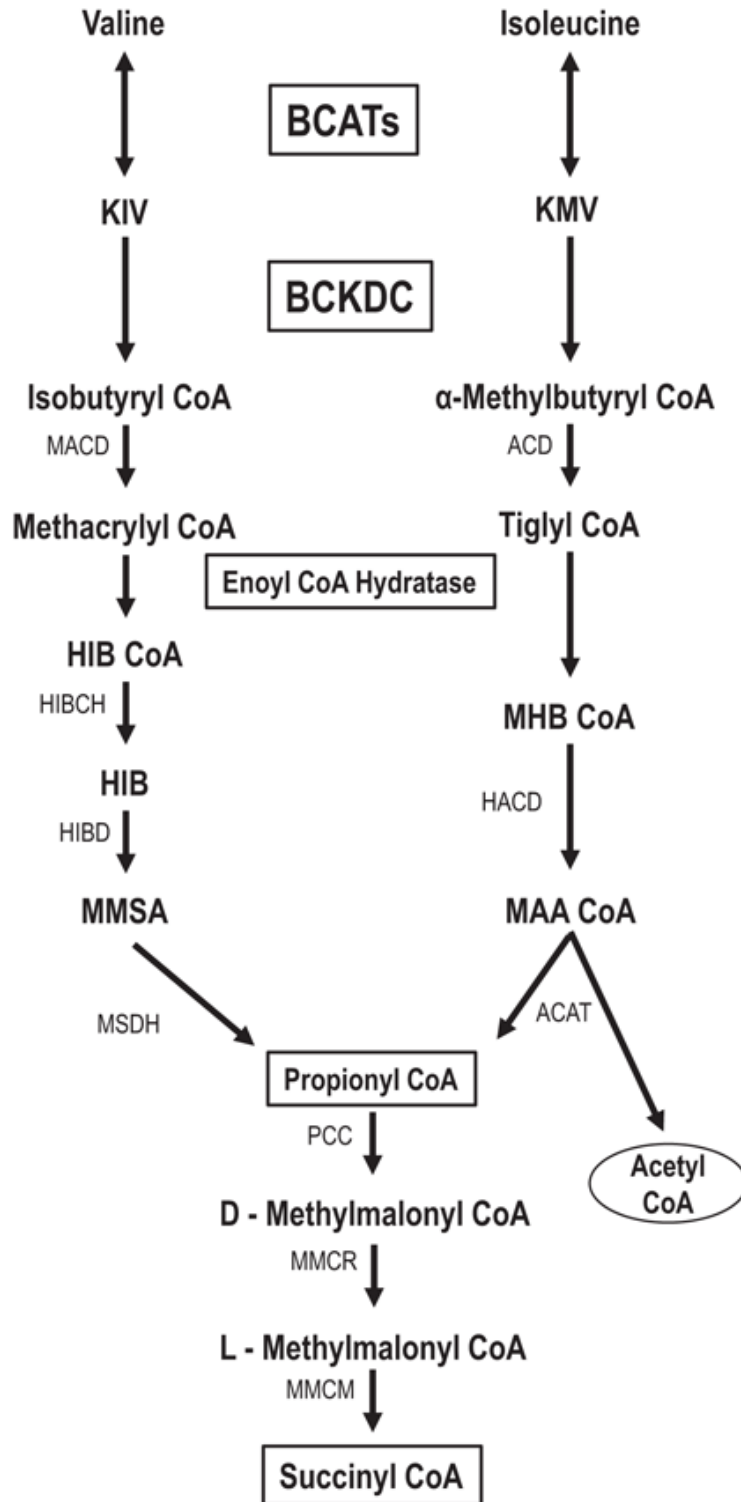 Valine
Isoleucine
BCATs
KIV
KMV
BCKDC
Isobutyryl CoA
α-Methylbutyryl CoA
MACD
ACD
Methacrylyl CoA
Tiglyl CoA
Enoyl CoA Hydratase
HIB CoA
HIBCH
MHB CoA
HIB
HACD
HIBD
MMSA
MAA CoA
MSDH
ACAT
Propionyl CoA
PCC
Acetyl
CoA
D - Methylmalonyl CoA
MMCR
L - Methylmalonyl CoA
MMCM
Succinyl CoA